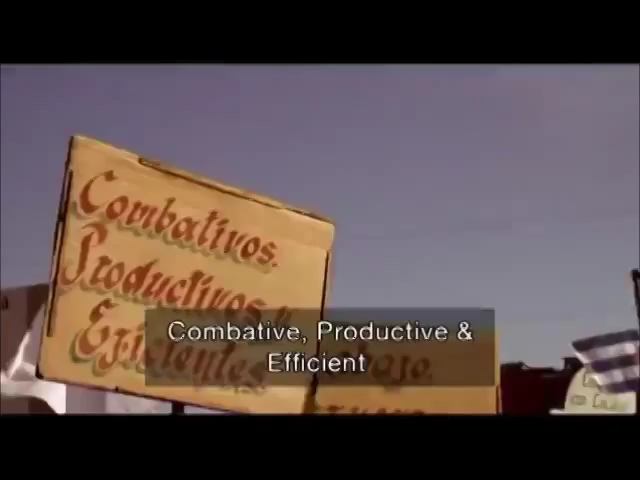 Combativos.
Productivos y
Eficientes
Combative, Productive &
Efficient